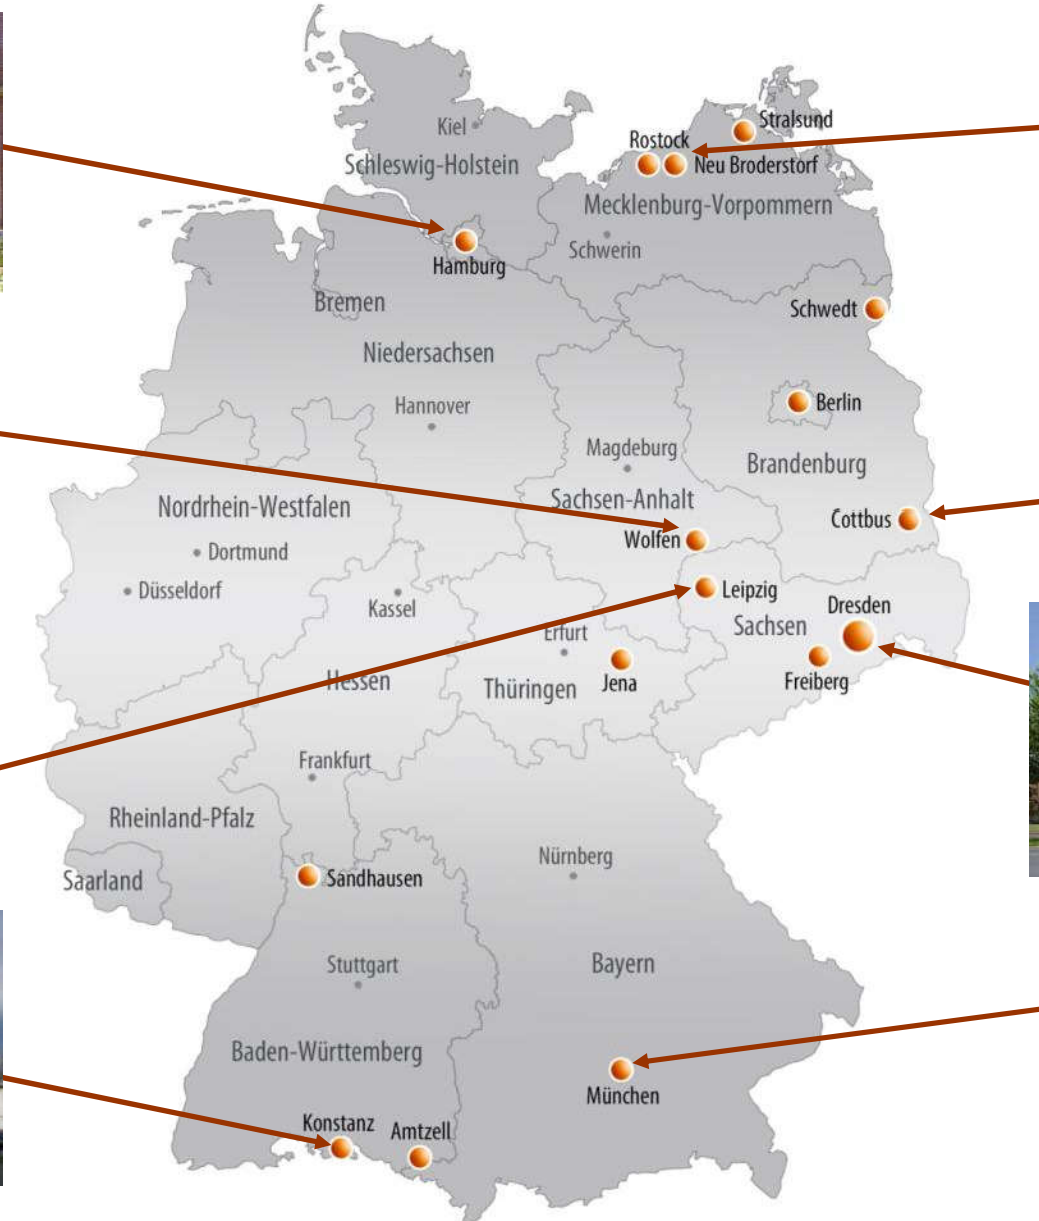 Stralsund
Kiel
Rostock
Schleswig-Holstein
Neu Broderstorf
Mecklenburg-Vorpommern
Schwerin
Hamburg
Bremen
Schwedt
Niedersachsen
Hannover
Berlin
Magdeburg
Brandenburg
Sachsen-Anhalt
Nordrhein-Westfalen
Cottbus
Wolfen
Dortmund
Düsseldorf
Leipzig
Kassel
Dresden
Sachsen
Erfurt
Hessen
Thüringen
Jena
Freiberg
Frankfurt
Rheinland-Pfalz
Nürnberg
Saarland
Sandhausen
Stuttgart
Bayern
Baden-Württemberg
München
Konstanz
Amtzell